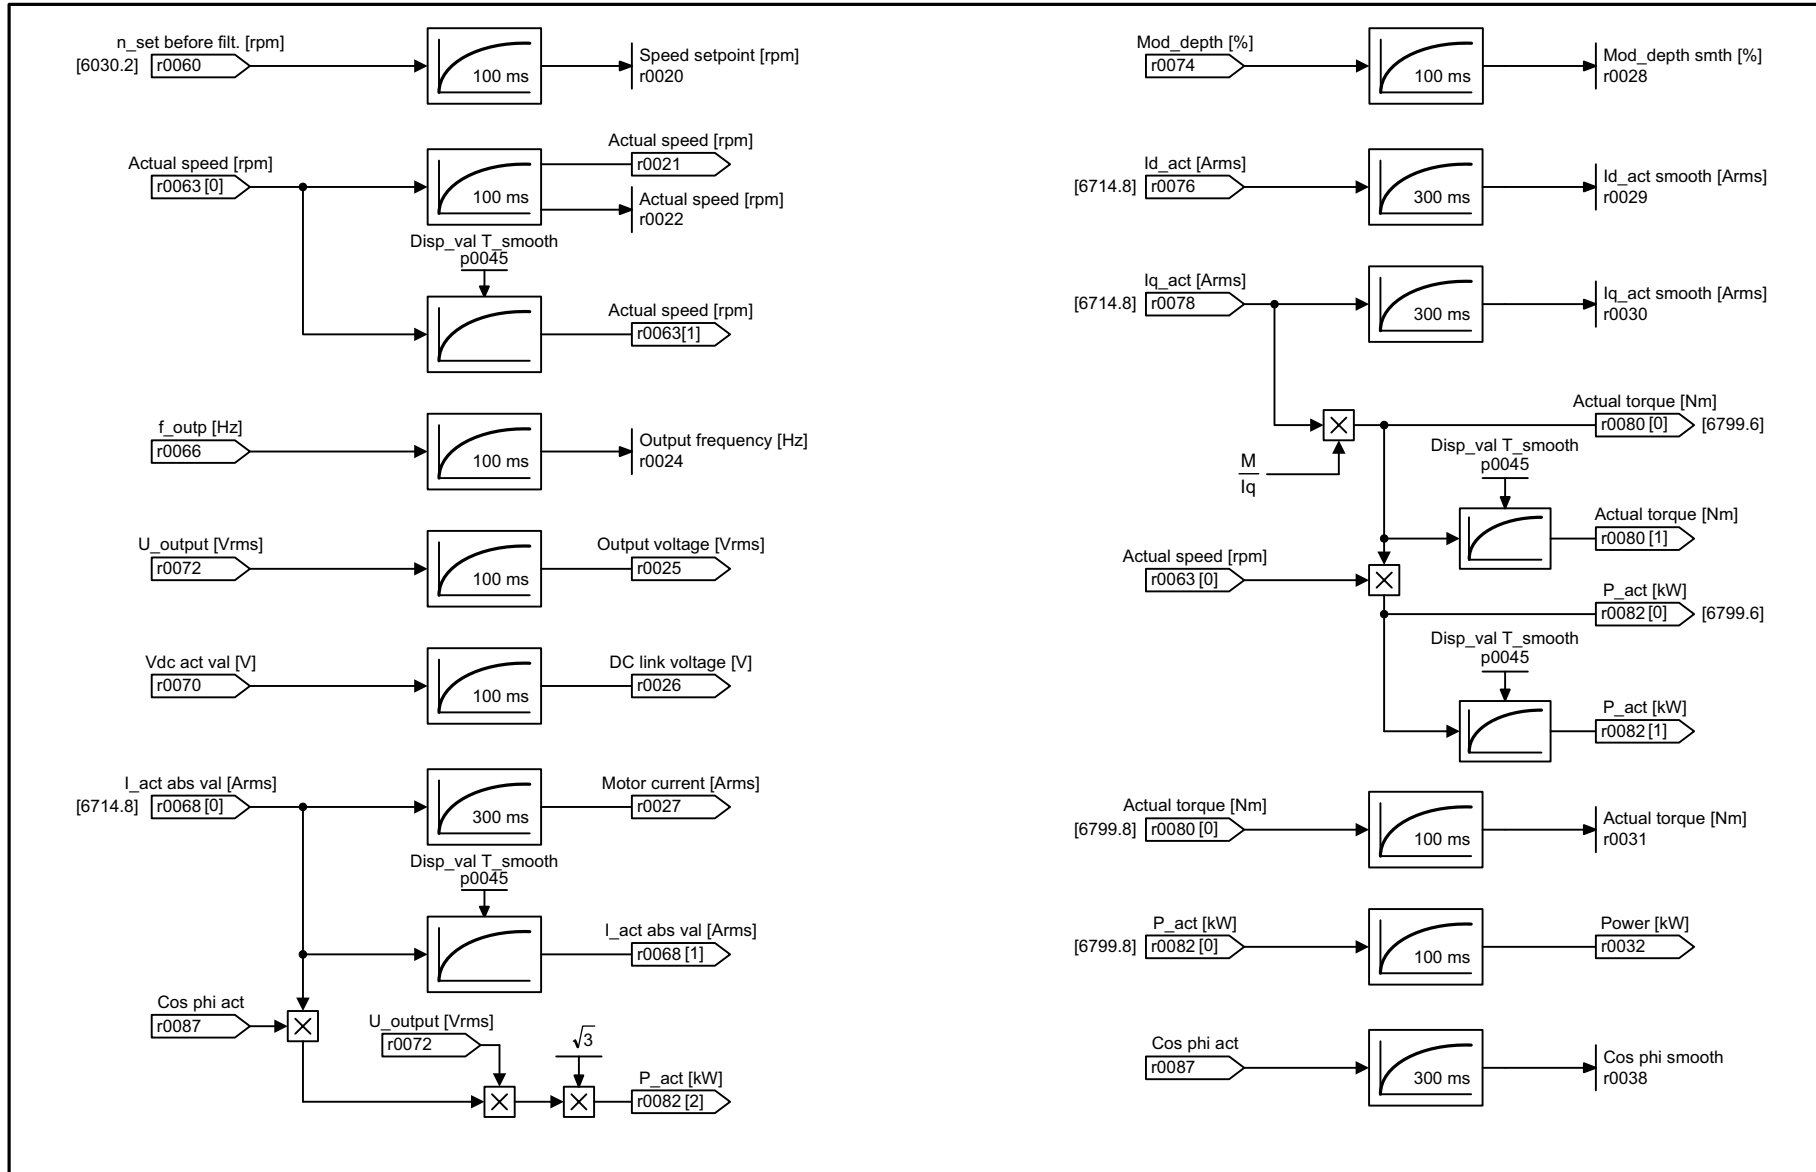 n_set before filt. [rpm]
[6030.2] r0060
100 ms
Speed setpoint [rpm]
r0020
Actual speed [rpm]
r0063 [0]
100 ms
Actual speed [rpm]
r0021
Actual speed [rpm]
r0022
Disp_val T_smooth
p0045
Actual speed [rpm]
r0063[1]
f_outp [Hz]
r0066
100 ms
Output frequency [Hz]
r0024
U_output [Vrms]
r0072
100 ms
Output voltage [Vrms]
r0025
Vdc act val [V]
r0070
100 ms
DC link voltage [V]
r0026
I_act abs val [Arms]
[6714.8] r0068 [0]
300 ms
Motor current [Arms]
r0027
Disp_val T_smooth
p0045
I_act abs val [Arms]
r0068 [1]
Cos phi act
r0087
U_output [Vrms]
r0072
√3
P_act [kW]
r0082 [2]
Mod_depth [%]
r0074
100 ms
Mod_depth smth [%]
r0028
Id_act [Arms]
[6714.8] r0076
300 ms
Id_act smooth [Arms]
r0029
Iq_act [Arms]
[6714.8] r0078
300 ms
Iq_act smooth [Arms]
r0030
M
Iq
Actual torque [Nm]
r0080 [0] [6799.6]
Disp_val T_smooth
p0045
Actual torque [Nm]
r0080 [1]
Actual speed [rpm]
r0063 [0]
P_act [kW]
r0082 [0] [6799.6]
Disp_val T_smooth
p0045
P_act [kW]
r0082 [1]
Actual torque [Nm]
[6799.8] r0080 [0]
100 ms
Actual torque [Nm]
r0031
P_act [kW]
[6799.8] r0082 [0]
100 ms
Power [kW]
r0032
Cos phi act
r0087
300 ms
Cos phi smooth
r0038